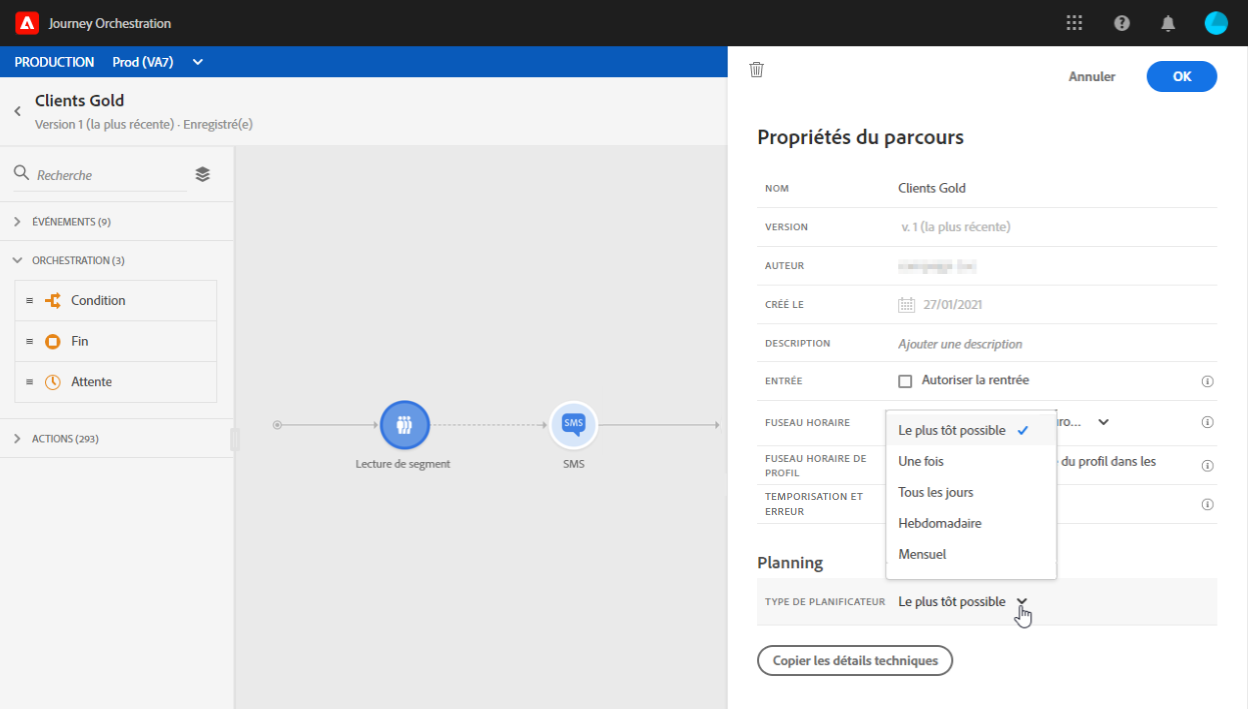 Journey Orchestration
PRODUCTION Prod (VA7)
Clients Gold
Version 1 (la plus récente) · Enregistré(e)
Recherche
ÉVÉNEMENTS (9)
ORCHESTRATION (3)
Condition
Fin
Attente
ACTIONS (293)
Lecture de segment
SMS
SMS
Annuler
OK
Propriétés du parcours
NOM Clients Gold
VERSION v. 1 (la plus récente)
AUTEUR
CRÉÉ LE 27/01/2021
DESCRIPTION Ajouter une description
ENTRÉE Autoriser la rentrée
FUSEAU HORAIRE
FUSEAU HORAIRE DE
PROFIL
du profil dans les
TEMPORISATION ET
ERREUR
Le plus tôt possible
Une fois
Tous les jours
Hebdomadaire
Mensuel
Planning
TYPE DE PLANIFICATEUR Le plus tôt possible
Copier les détails techniques